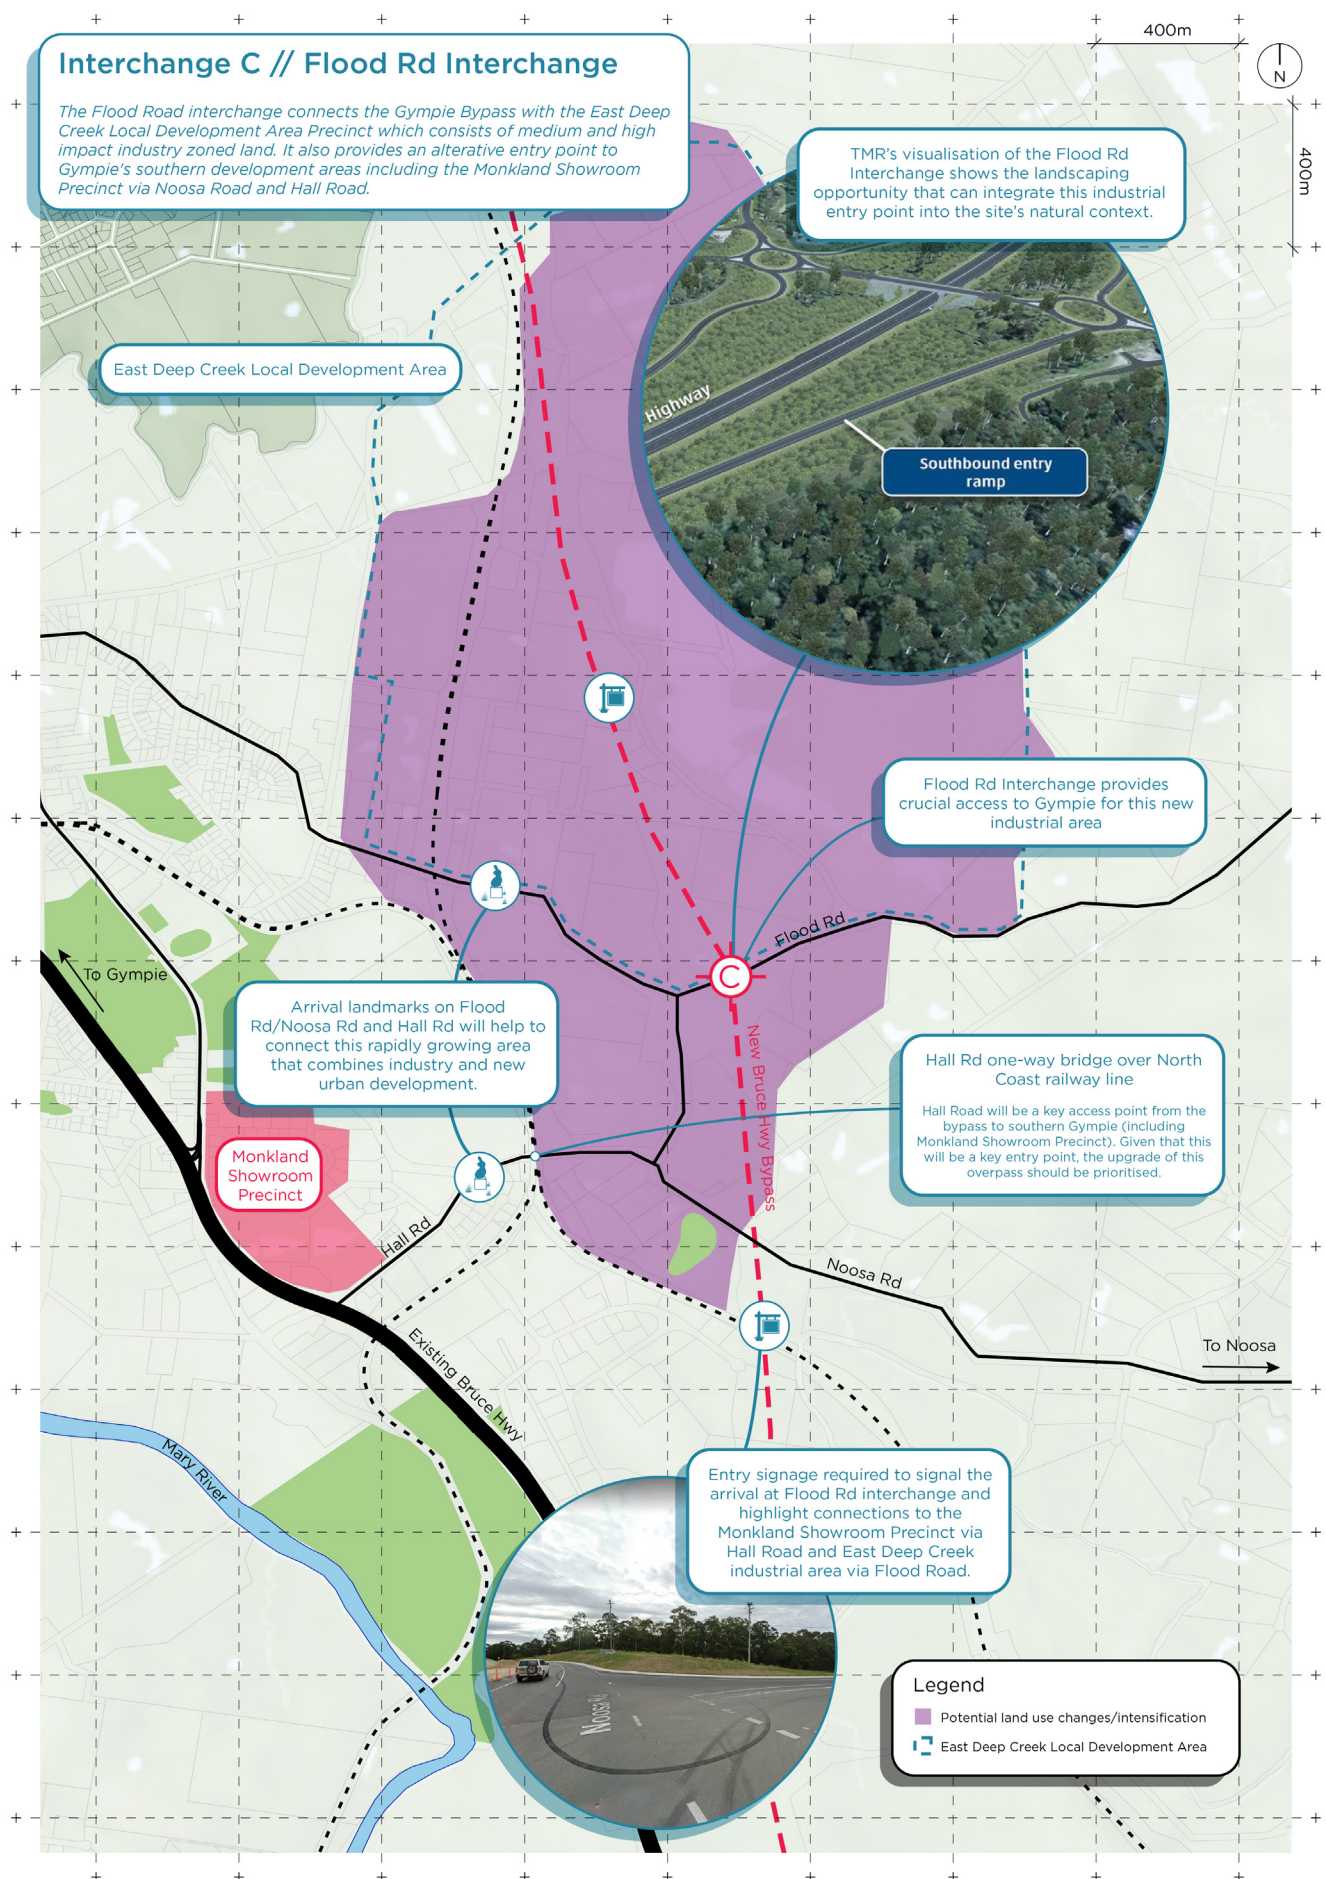 400m
N
400m
Interchange C // Flood Rd Interchange
The Flood Road interchange connects the Gympie Bypass with the East Deep
Creek Local Development Area Precinct which consists of medium and high
impact industry zoned land. It also provides an alterative entry point to
Gympie's southern development areas including the Monkland Showroom
Precinct via Noosa Road and Hall Road.
TMR's visualisation of the Flood Rd
Interchange shows the landscaping
opportunity that can integrate this industrial
entry point into the site's natural context.
East Deep Creek Local Development Area
Highway
Southbound entry
ramp
Flood Rd Interchange provides
crucial access to Gympie for this new
industrial area
Flood Rd
C
To Gympie
Arrival landmarks on Flood
Rd/Noosa Rd and Hall Rd will help to
connect this rapidly growing area
that combines industry and new
urban development.
New Bruce Hwy Bypass
Hall Rd one-way bridge over North
Coast railway line
Hall Road will be a key access point from the
bypass to southern Gympie (including
Monkland Showroom Precinct). Given that this
will be a key entry point, the upgrade of this
overpass should be prioritised.
Monkland
Showroom
Precinct
Hall Rd
Noosa Rd
To Noosa
Existing Bruce Hwy
Mary River
Entry signage required to signal the
arrival at Flood Rd interchange and
highlight connections to the
Monkland Showroom Precinct via
Hall Road and East Deep Creek
industrial area via Flood Road.
Noosa Rd
Legend
Potential land use changes/intensification
East Deep Creek Local Development Area